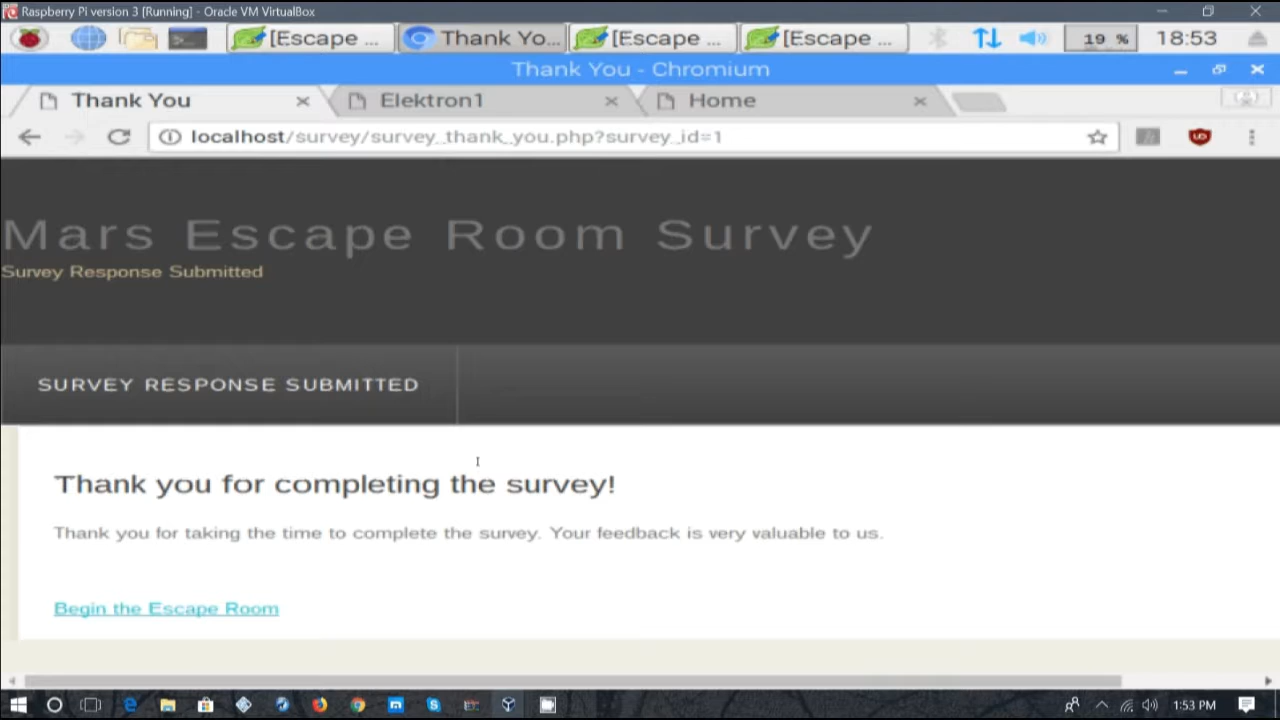 Raspberry Pi version 3 [Running] - Oracle VM VirtualBox
[Escape ...
Thank Yo...
[Escape ...
[Escape ...
19 %
18:53
Thank You - Chromium
Thank You
Elektron1
Home
localhost/survey/survey_thank_you.php?survey_id=1
Mars Escape Room Survey
Survey Response Submitted
SURVEY RESPONSE SUBMITTED
Thank you for completing the survey!
Thank you for taking the time to complete the survey. Your feedback is very valuable to us.
Begin the Escape Room
1:53 PM